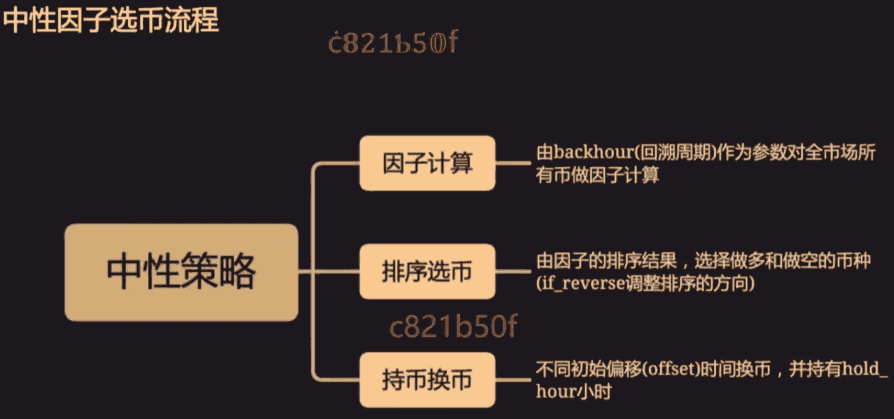 中性因子选币流程
ċ821ь5𝟘f
因子计算
由backhour(回溯周期)作为参数对全市场所
有币做因子计算
中性策略
排序选币
由因子的排序结果，选择做多和做空的币种
(if_reverse调整排序的方向)
c821b50f
持币换币
不同初始偏移(offset)时间换币，并持有hold_
hour小时